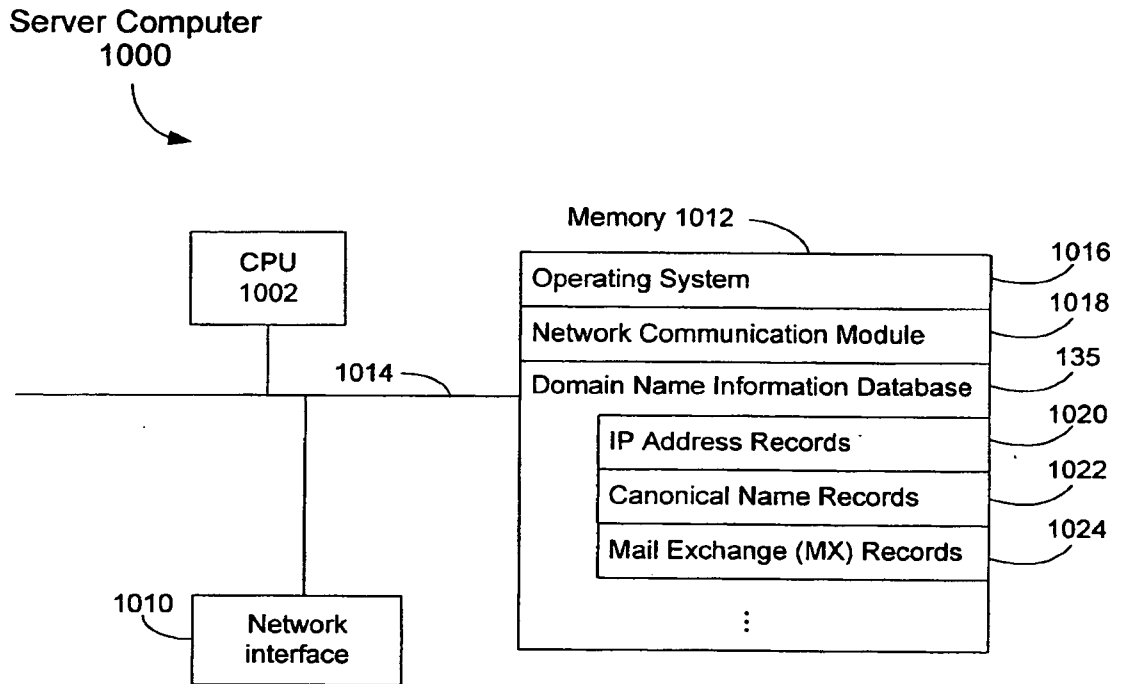 Server Computer
1000
Memory 1012
CPU
1002
Operating System
1016
Network Communication Module
1018
1014
Domain Name Information Database
135
IP Address Records
1020
Canonical Name Records
1022
Mail Exchange (MX) Records
1024
1010
Network
interface
⋮